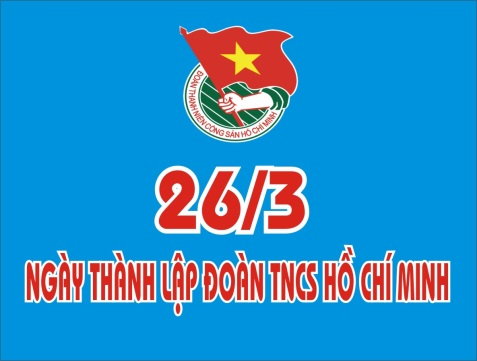 ĐOÀN THANH NIÊN CỘNG SẢN HỒ CHÍ MINH
26/3
NGÀY THÀNH LẬP ĐOÀN TNCS HỒ CHÍ MINH